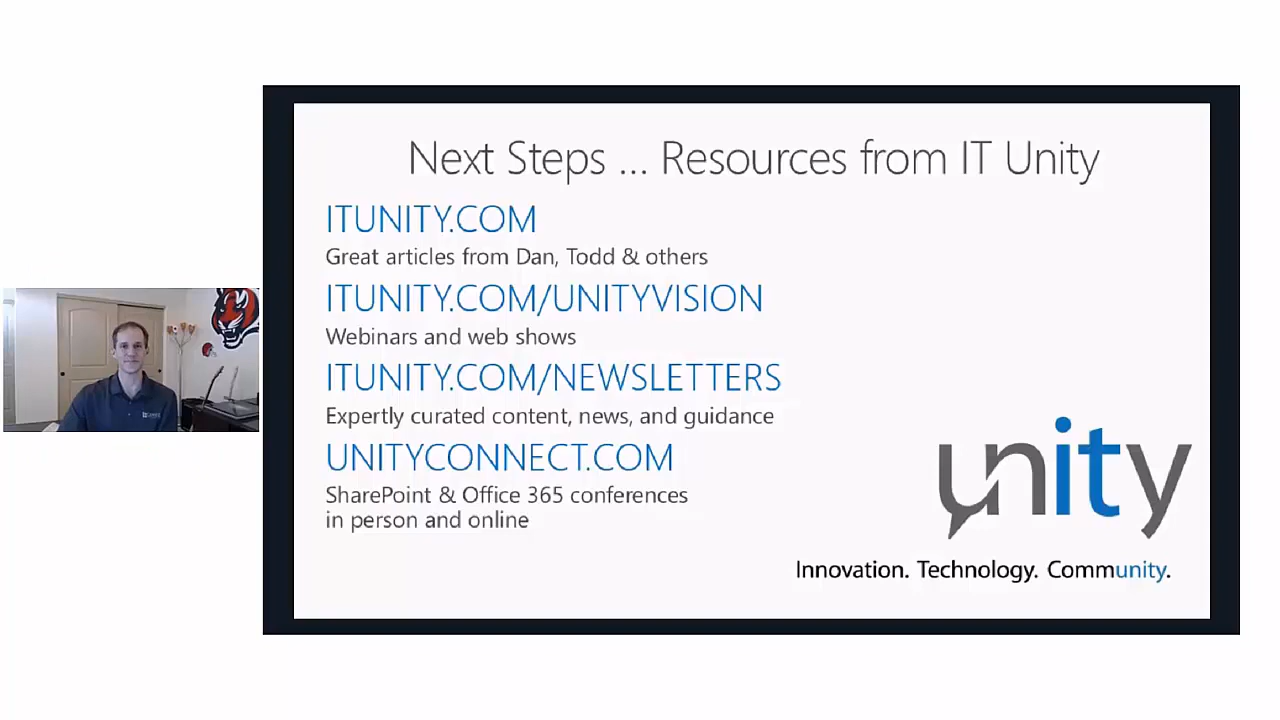 Next Steps ... Resources from IT Unity
ITUNITY.COM
Great articles from Dan, Todd & others
ITUNITY.COM/UNITYVISION
Webinars and web shows
ITUNITY.COM/NEWSLETTERS
Expertly curated content, news, and guidance
UNITYCONNECT.COM
SharePoint & Office 365 conferences
in person and online
unity
Innovation. Technology. Community.